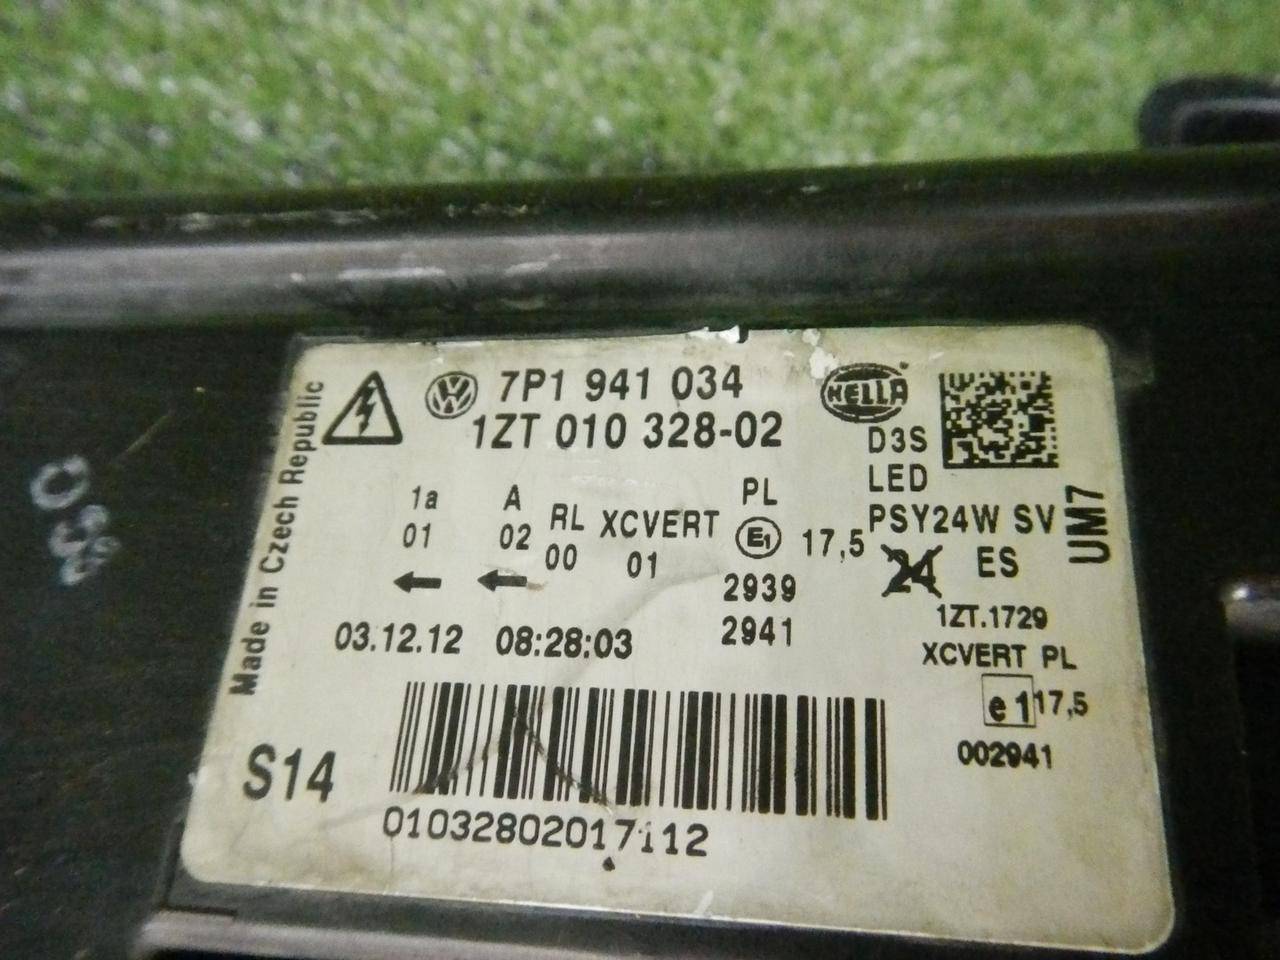 Made in Czech Republic
7P1 941 034
1ZT 010 328-02
HELLA
D3S
LED
PSY24W SV
24 ES
UM7
1a A RL XCVERT PL
01 02 00 01 E1 17,5
2939
2941
03.12.12 08:28:03
1ZT.1729
XCVERT PL
e1 17,5
002941
S14
01032802017112